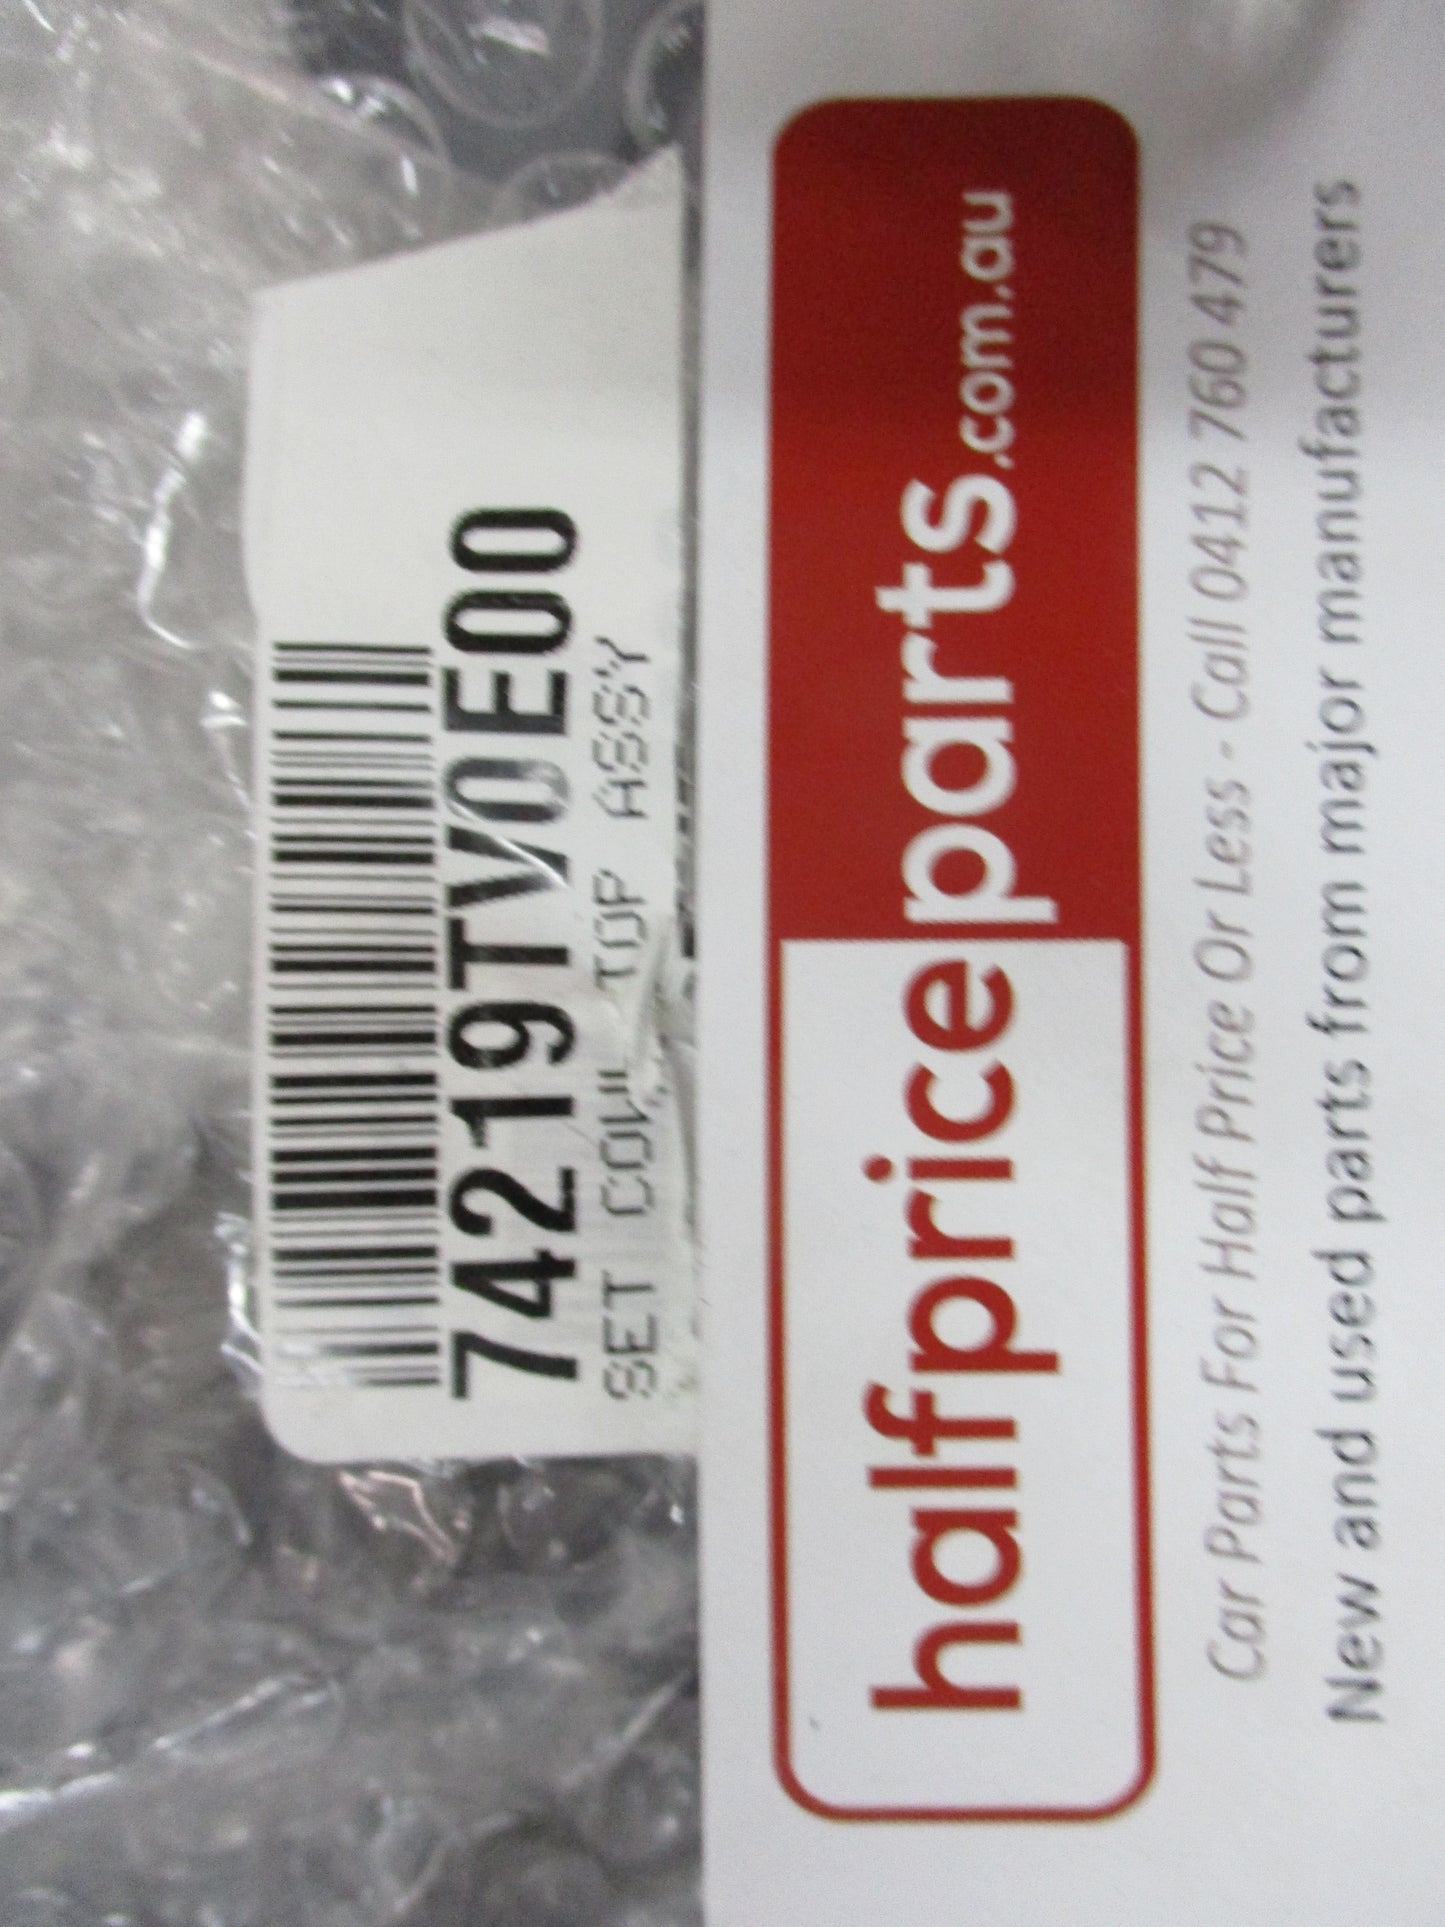 74219TV0E00
SET COWL TOP ASSY
halfpriceparts.com.au
Car Parts For Half Price Or Less - Call 0412 760 479
New and used parts from major manufacturers